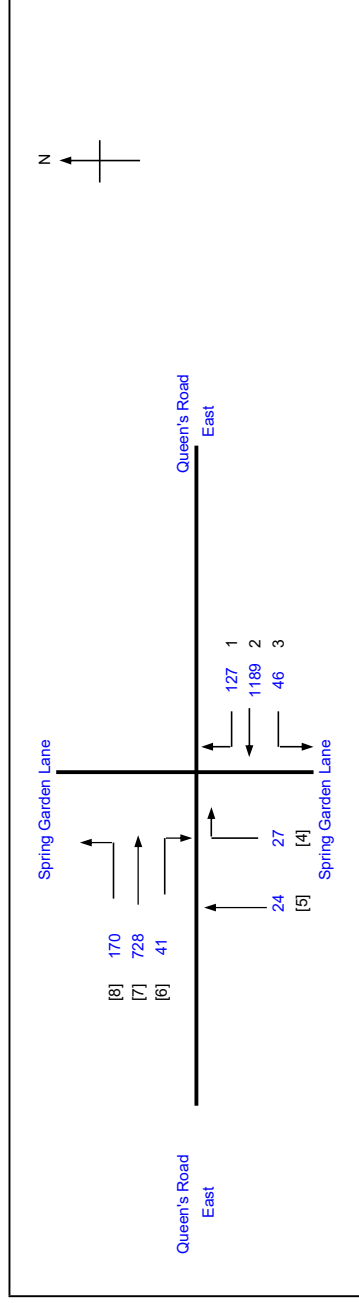 N
Spring Garden Lane
Queen's Road
East
[8] 170
[7] 728
[6] 41
127 1
1189 2
46 3
Queen's Road
East
24
[5]
27
[4]
Spring Garden Lane